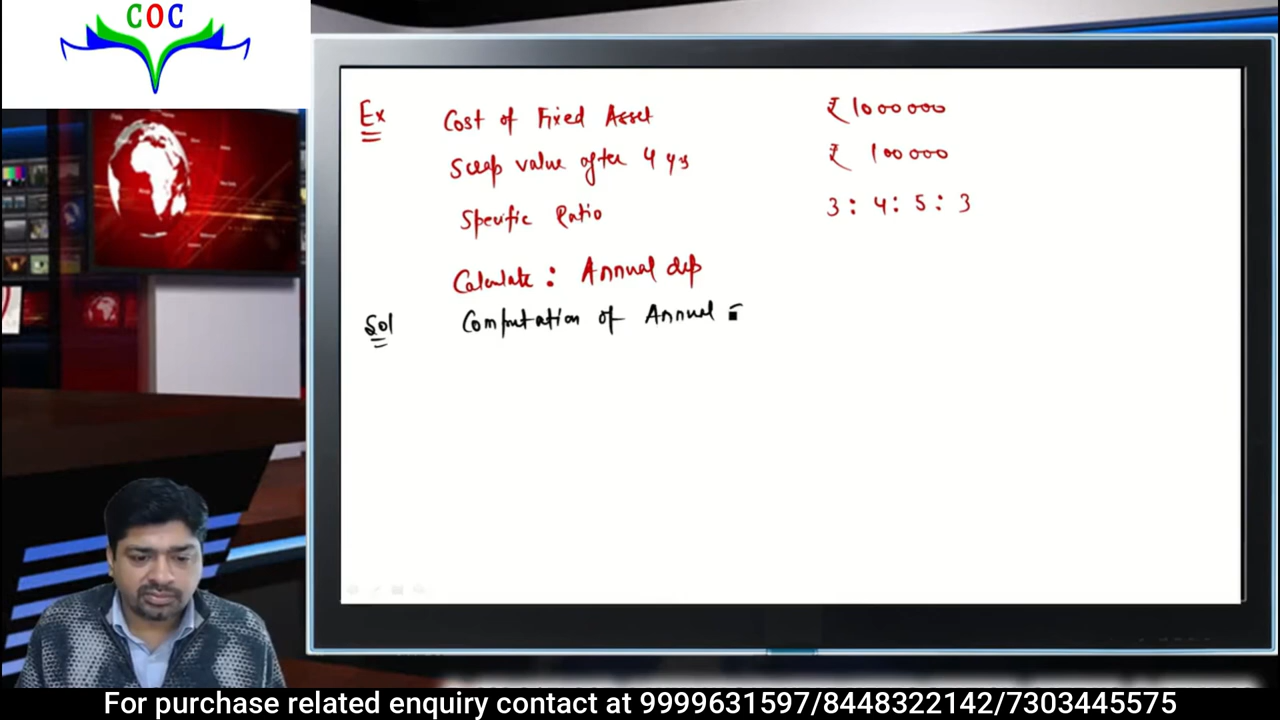 COC
Ex Cost of Fixed Asset ₹ 1000000
Scrap value after 4 yrs ₹ 100000
Specific Ratio 3 : 4 : 5 : 3
Calculate : Annual dep
Sol Computation of Annual
For purchase related enquiry contact at 9999631597/8448322142/7303445575